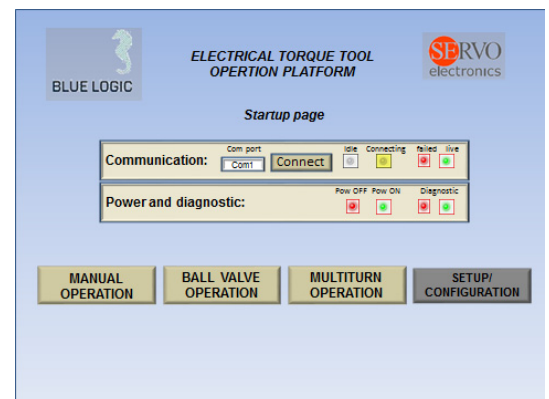 BLUE LOGIC
ELECTRICAL TORQUE TOOL
OPERTION PLATFORM
SERVO
electronics
Startup page
Communication:
Com port
Com1
Connect
Idle Connecting failed live
Power and diagnostic:
Pow OFF Pow ON Diagnostic
MANUAL
OPERATION
BALL VALVE
OPERATION
MULTITURN
OPERATION
SETUP/
CONFIGURATION